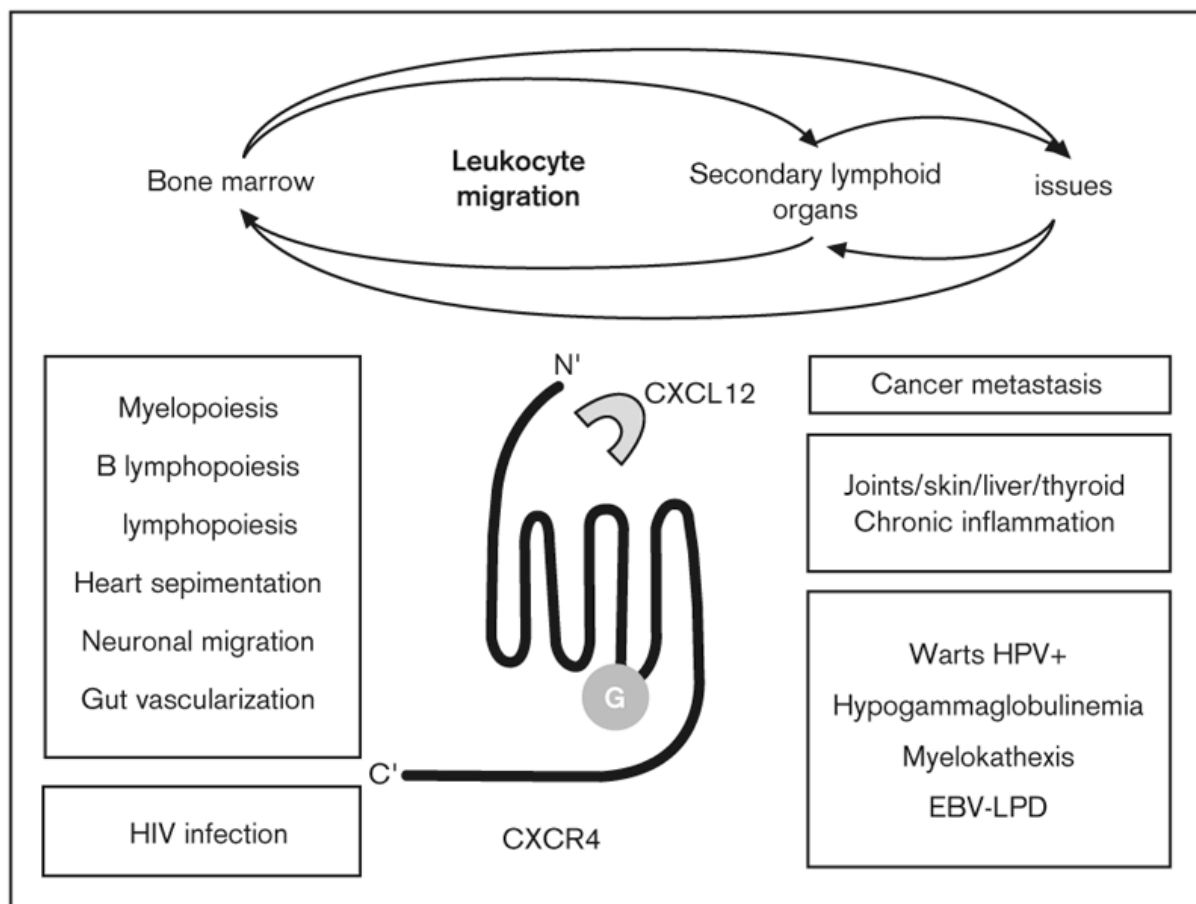 Bone marrow
Leukocyte
migration
Secondary lymphoid
organs
issues
Myelopoiesis
B lymphopoiesis
lymphopoiesis
Heart sepimentation
Neuronal migration
Gut vascularization
HIV infection
N'
CXCL12
G
C'
CXCR4
Cancer metastasis
Joints/skin/liver/thyroid
Chronic inflammation
Warts HPV+
Hypogammaglobulinemia
Myelokathexis
EBV-LPD